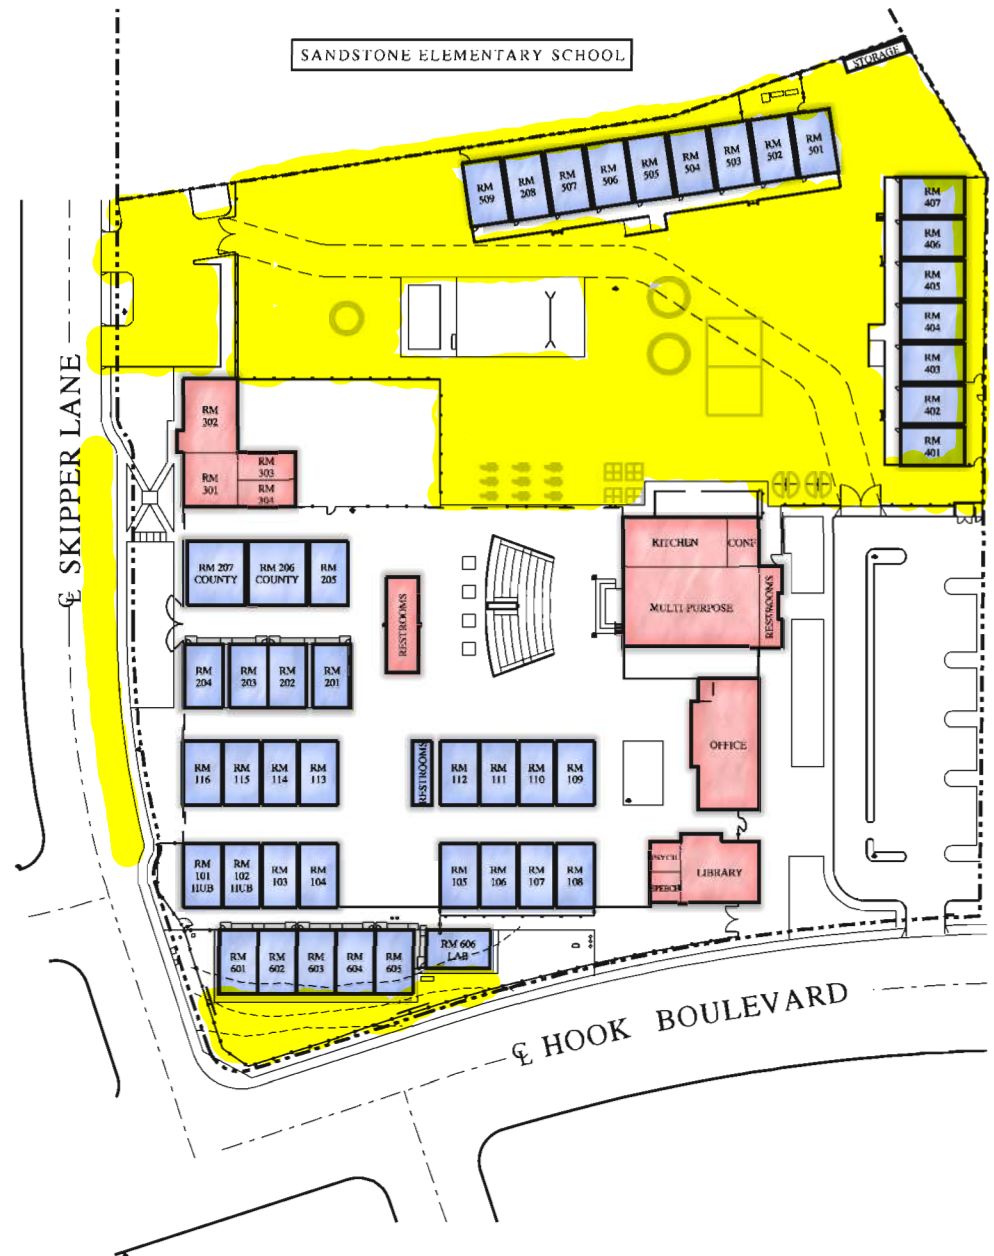 SANDSTONE ELEMENTARY SCHOOL
STORAGE
RM
509
RM
208
RM
507
RM
506
RM
505
RM
504
RM
503
RM
502
RM
501
RM
407
RM
406
RM
405
RM
404
RM
403
RM
402
RM
401
RM
302
RM
301
RM
303
RM
304
℄ SKIPPER LANE
KITCHEN
CONF
MULTI-PURPOSE
RESTROOMS
RM 207
COUNTY
RM 206
COUNTY
RM
205
RESTROOMS
RM
204
RM
203
RM
202
RM
201
OFFICE
RM
116
RM
115
RM
114
RM
113
RESTROOMS
RM
112
RM
111
RM
110
RM
109
RM
101
HUB
RM
102
HUB
RM
103
RM
104
RM
105
RM
106
RM
107
RM
108
PSYCH
SPEECH
LIBRARY
RM
601
RM
602
RM
603
RM
604
RM
605
RM 606
LAB
℄ HOOK BOULEVARD